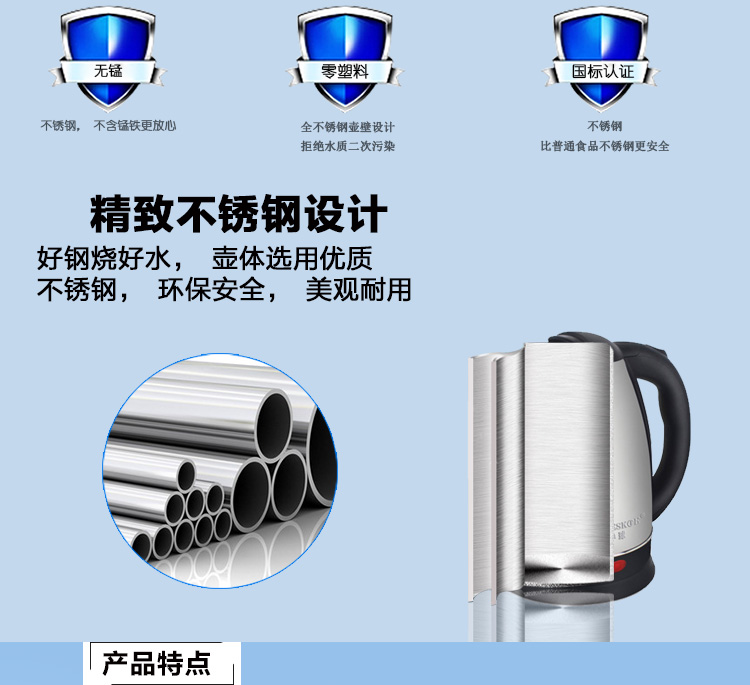 无锰
零塑料
国标认证
不锈钢， 不含锰铁更放心
全不锈钢壶壁设计
拒绝水质二次污染
不锈钢
比普通食品不锈钢更安全
精致不锈钢设计
好钢烧好水， 壶体选用优质
不锈钢， 环保安全， 美观耐用
产品特点